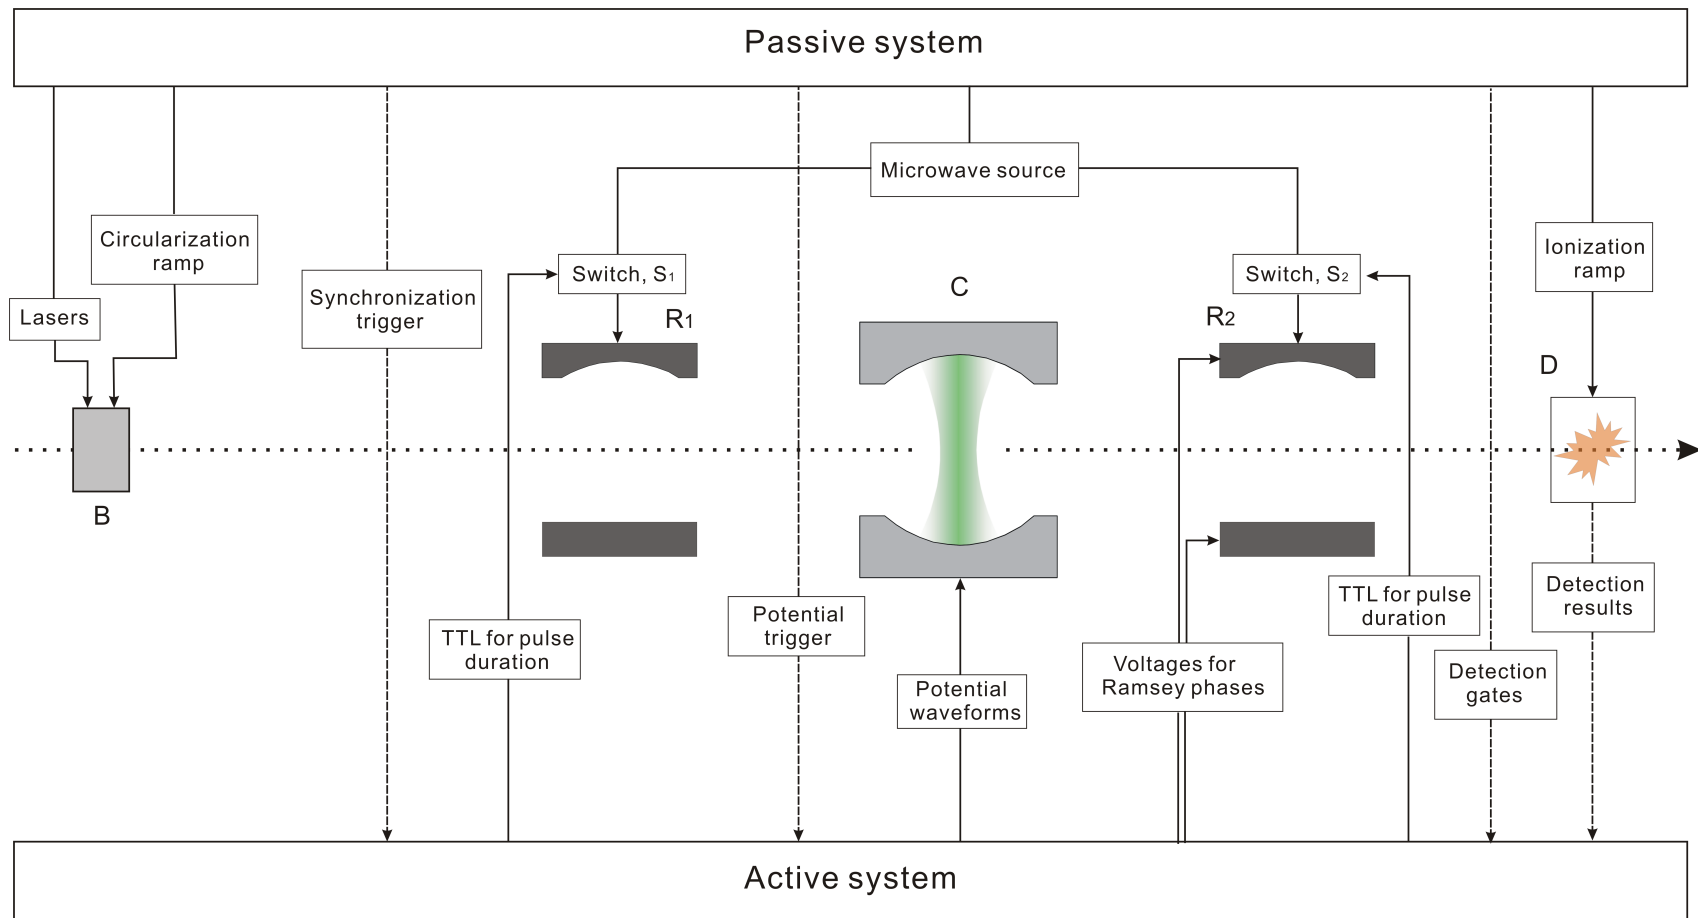 Passive system
Microwave source
Circularization
ramp
Ionization
ramp
Switch, S1
Switch, S2
C
Synchronization
trigger
Lasers
R1
R2
D
B
Detection
results
TTL for pulse
duration
Potential
trigger
TTL for pulse
duration
Voltages for
Ramsey phases
Detection
gates
Potential
waveforms
Active system